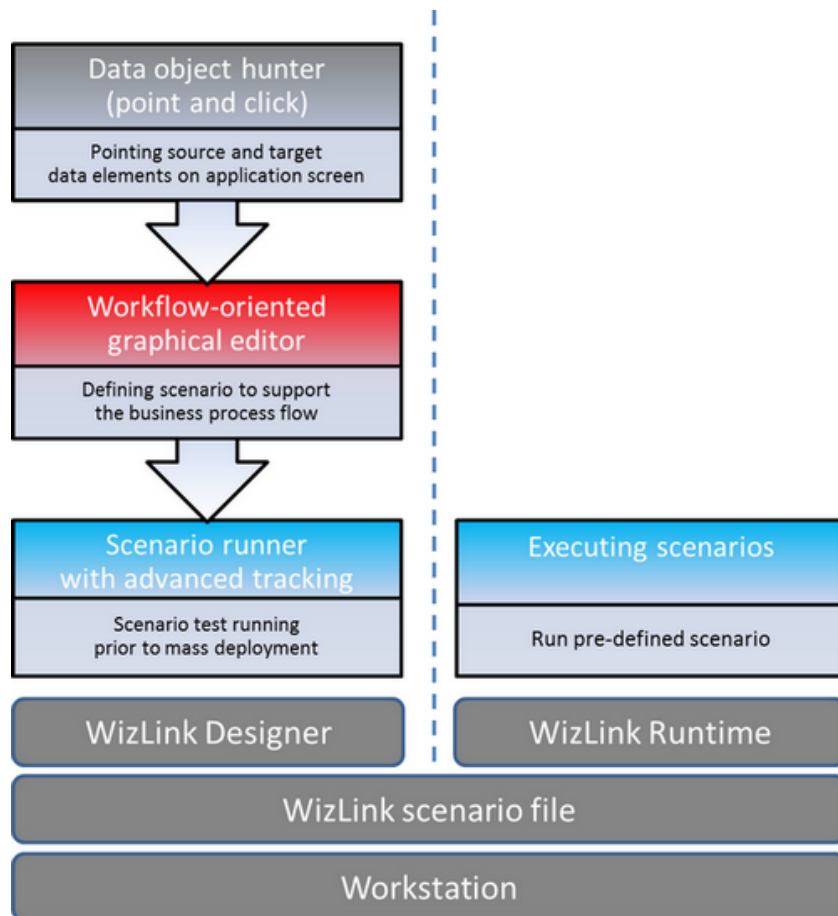 Data object hunter
(point and click)
Pointing source and target
data elements on application screen
Workflow-oriented
graphical editor
Defining scenario to support
the business process flow
Scenario runner
with advanced tracking
Scenario test running
prior to mass deployment
Executing scenarios
Run pre-defined scenario
WizLink Designer
WizLink Runtime
WizLink scenario file
Workstation